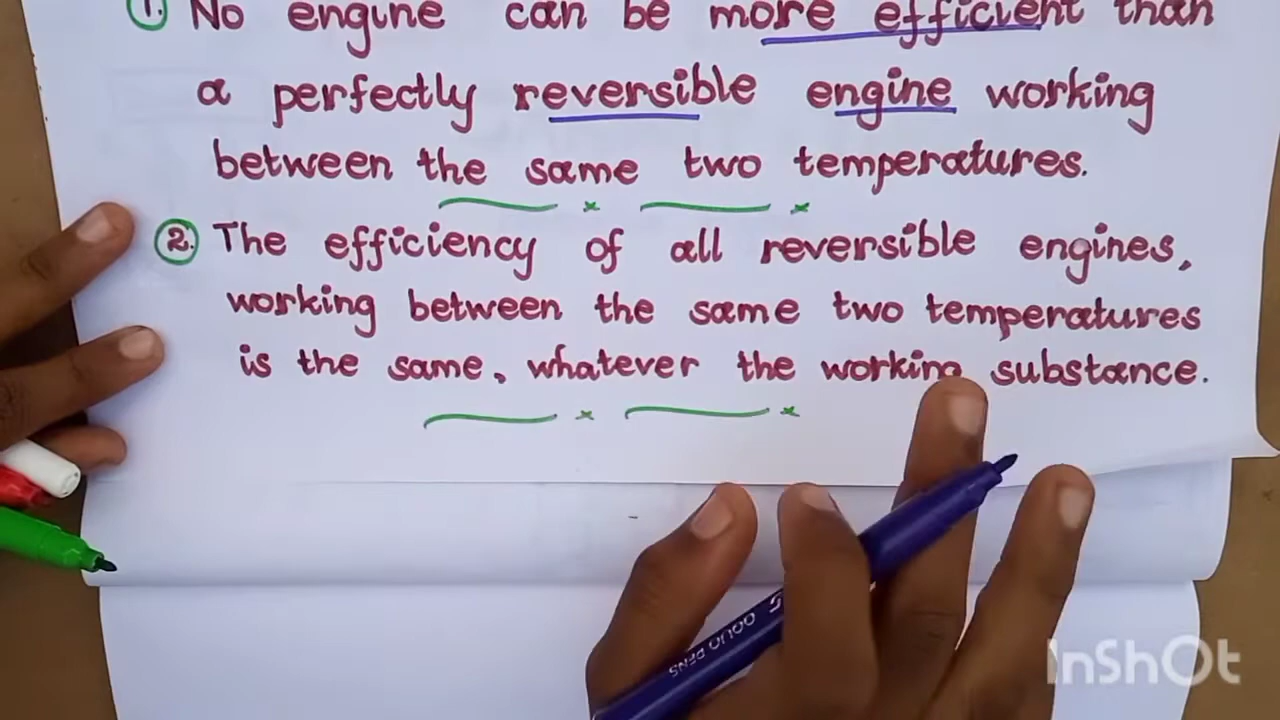 1. No engine can be more efficient than
a perfectly reversible engine working
between the same two temperatures.
2. The efficiency of all reversible engines,
working between the same two temperatures
is the same, whatever the working substance.
PENS
InShOt